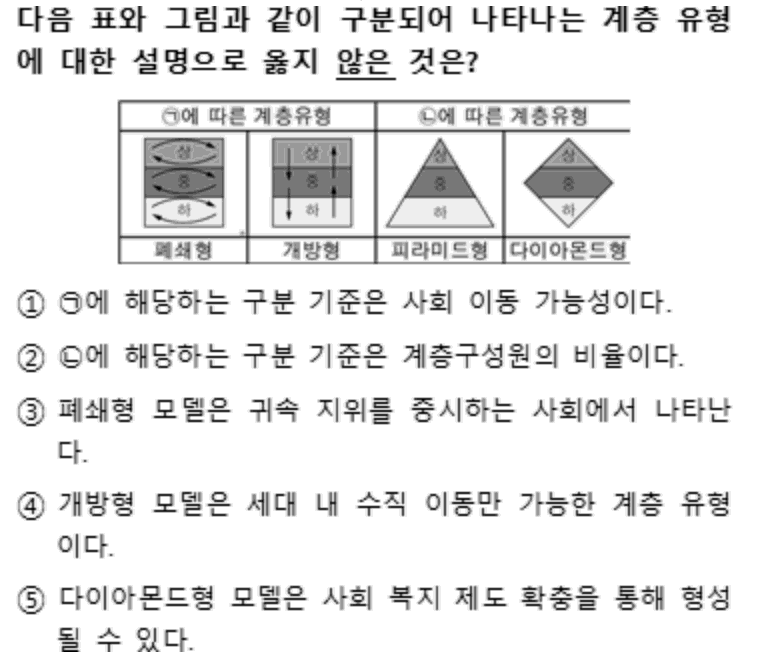 다음 표와 그림과 같이 구분되어 나타나는 계층 유형
에 대한 설명으로 옳지 않은 것은?
㉠에 따른 계층유형 ㉡에 따른 계층유형
상 상 상 상
중 중 중 중
하 하 하 하
폐쇄형 개방형 피라미드형 다이아몬드형
① ㉠에 해당하는 구분 기준은 사회 이동 가능성이다.
② ㉡에 해당하는 구분 기준은 계층구성원의 비율이다.
③ 폐쇄형 모델은 귀속 지위를 중시하는 사회에서 나타난
다.
④ 개방형 모델은 세대 내 수직 이동만 가능한 계층 유형
이다.
⑤ 다이아몬드형 모델은 사회 복지 제도 확충을 통해 형성
될 수 있다.